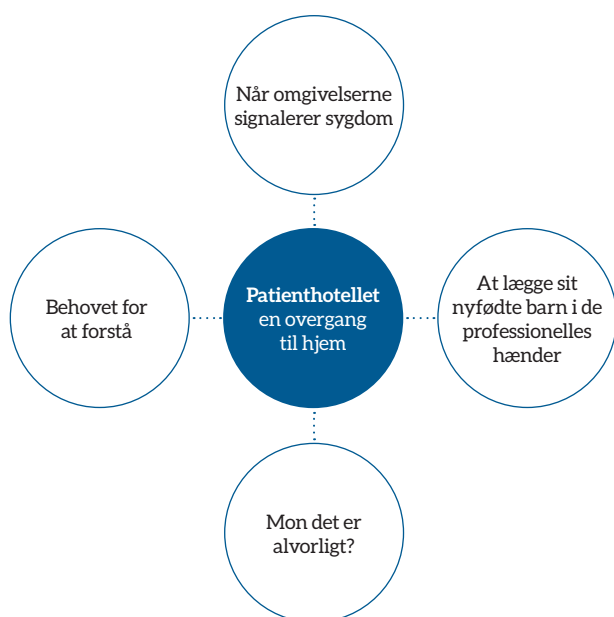 Når omgivelserne
signalerer sygdom
Behovet for
at forstå
Patienthotellet
en overgang
til hjem
At lægge sit
nyfødte barn i de
professionelles
hænder
Mon det er
alvorligt?